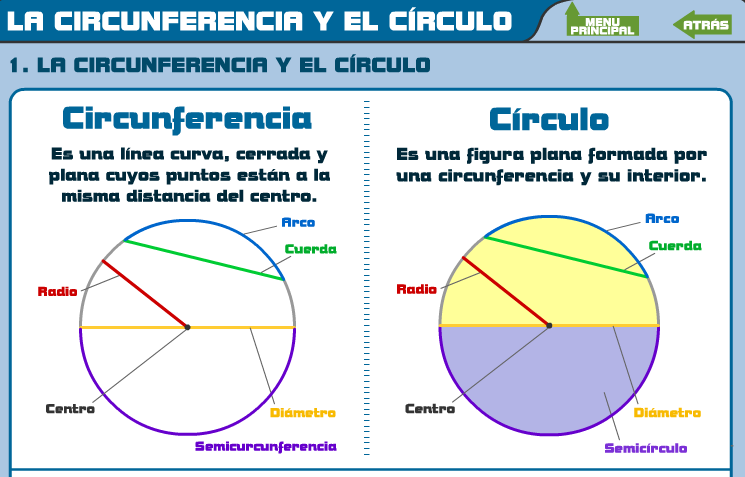 LA CIRCUNFERENCIA Y EL CÍRCULO
MENU
PRINCIPAL
ATRÁS
1. LA CIRCUNFERENCIA Y EL CÍRCULO
Circunferencia
Es una línea curva, cerrada y
plana cuyos puntos están a la
misma distancia del centro.
Arco
Cuerda
Radio
Centro
Diámetro
Semicurcunferencia
Círculo
Es una figura plana formada por
una circunferencia y su interior.
Arco
Cuerda
Radio
Centro
Diámetro
Semicírculo